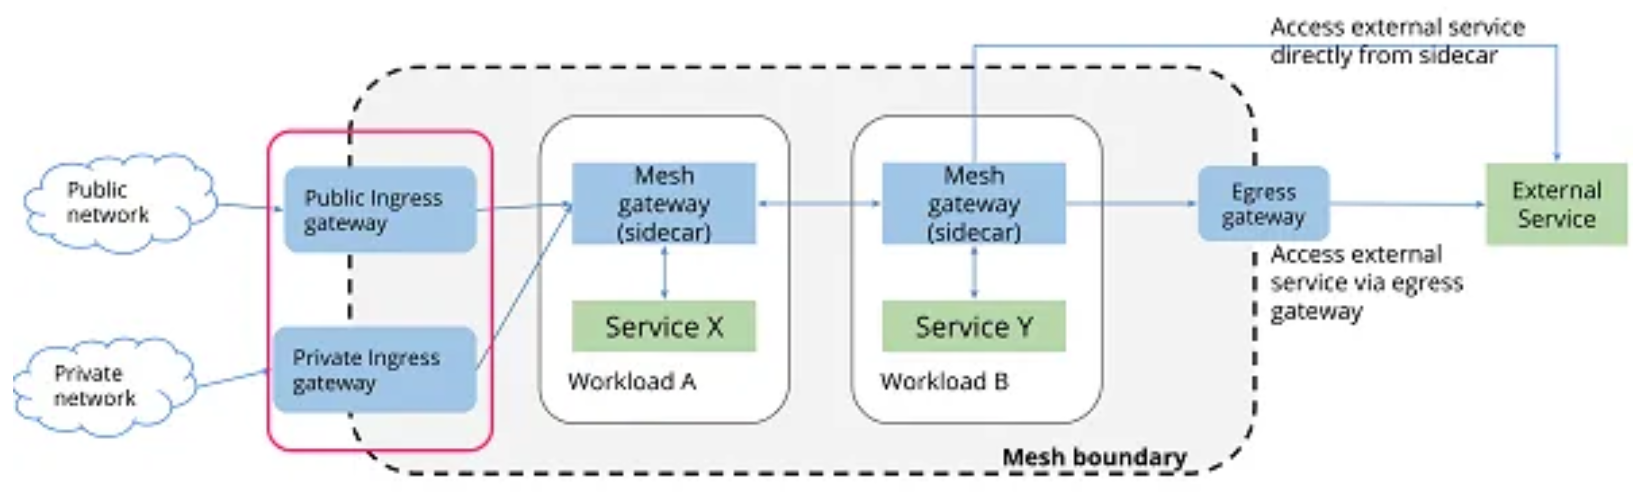 Access external service
directly from sidecar
Public
network
Public Ingress
gateway
Mesh
gateway
(sidecar)
Mesh
gateway
(sidecar)
Egress
gateway
External
Service
Access external
service via egress
gateway
Service X
Service Y
Private
network
Private Ingress
gateway
Workload A
Workload B
Mesh boundary